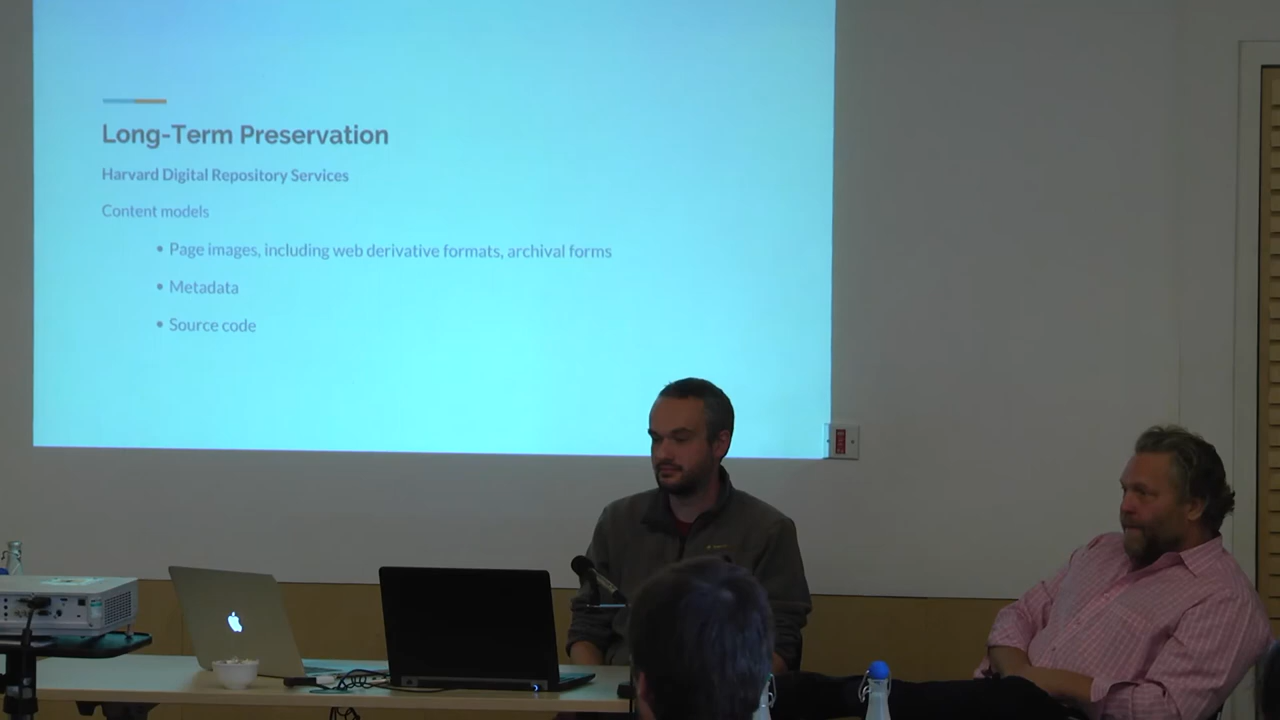 Long-Term Preservation
Harvard Digital Repository Services
Content models
• Page images, including web derivative formats, archival forms
• Metadata
• Source code